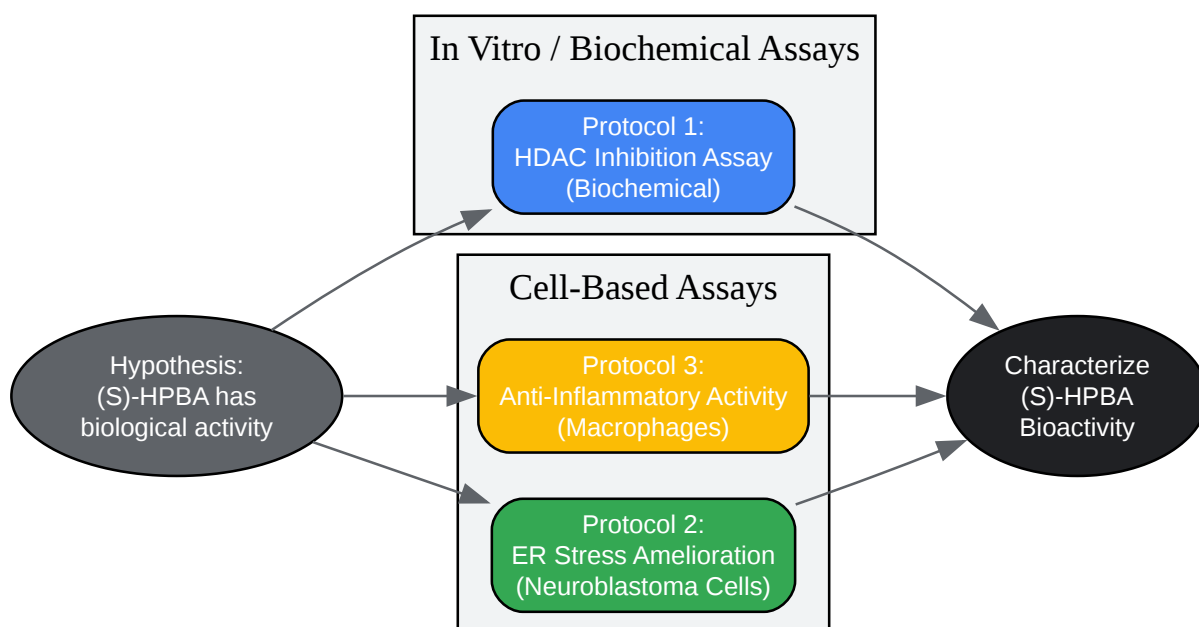 In Vitro / Biochemical Assays
Protocol 1:
HDAC Inhibition Assay
(Biochemical)
Cell-Based Assays
Hypothesis:
(S)-HPBA has
biological activity
Protocol 3:
Anti-Inflammatory Activity
(Macrophages)
Characterize
(S)-HPBA
Bioactivity
Protocol 2:
ER Stress Amelioration
(Neuroblastoma Cells)